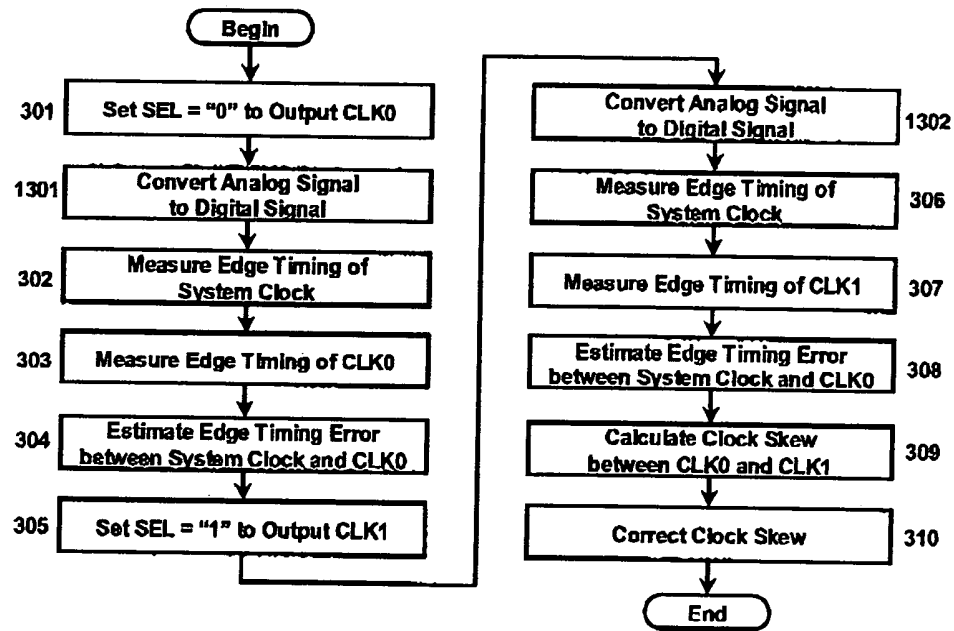 Begin
301
Set SEL = "0" to Output CLK0
1301
Convert Analog Signal
to Digital Signal
302
Measure Edge Timing of
System Clock
303
Measure Edge Timing of CLK0
304
Estimate Edge Timing Error
between System Clock and CLK0
305
Set SEL = "1" to Output CLK1
Convert Analog Signal
to Digital Signal
1302
Measure Edge Timing of
System Clock
306
Measure Edge Timing of CLK1
307
Estimate Edge Timing Error
between System Clock and CLK0
308
Calculate Clock Skew
between CLK0 and CLK1
309
Correct Clock Skew
310
End